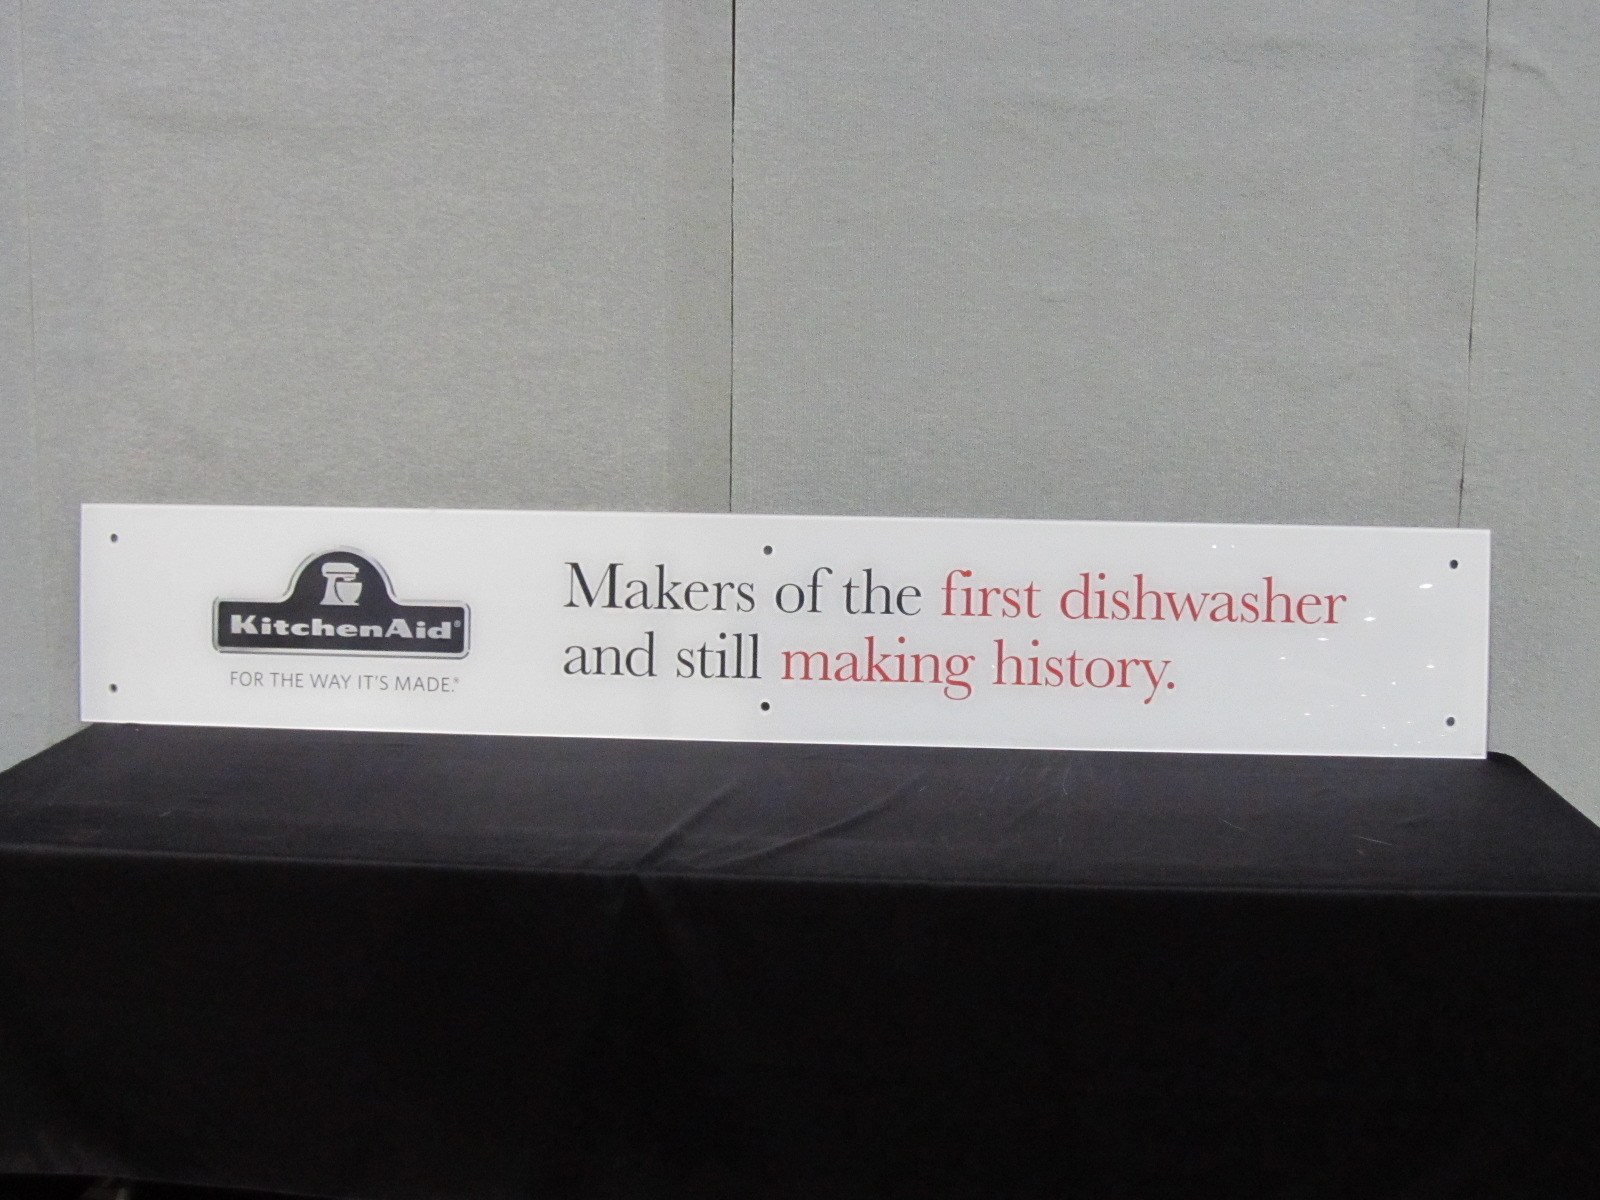 KitchenAid®
FOR THE WAY IT'S MADE.®
Makers of the first dishwasher
and still making history.